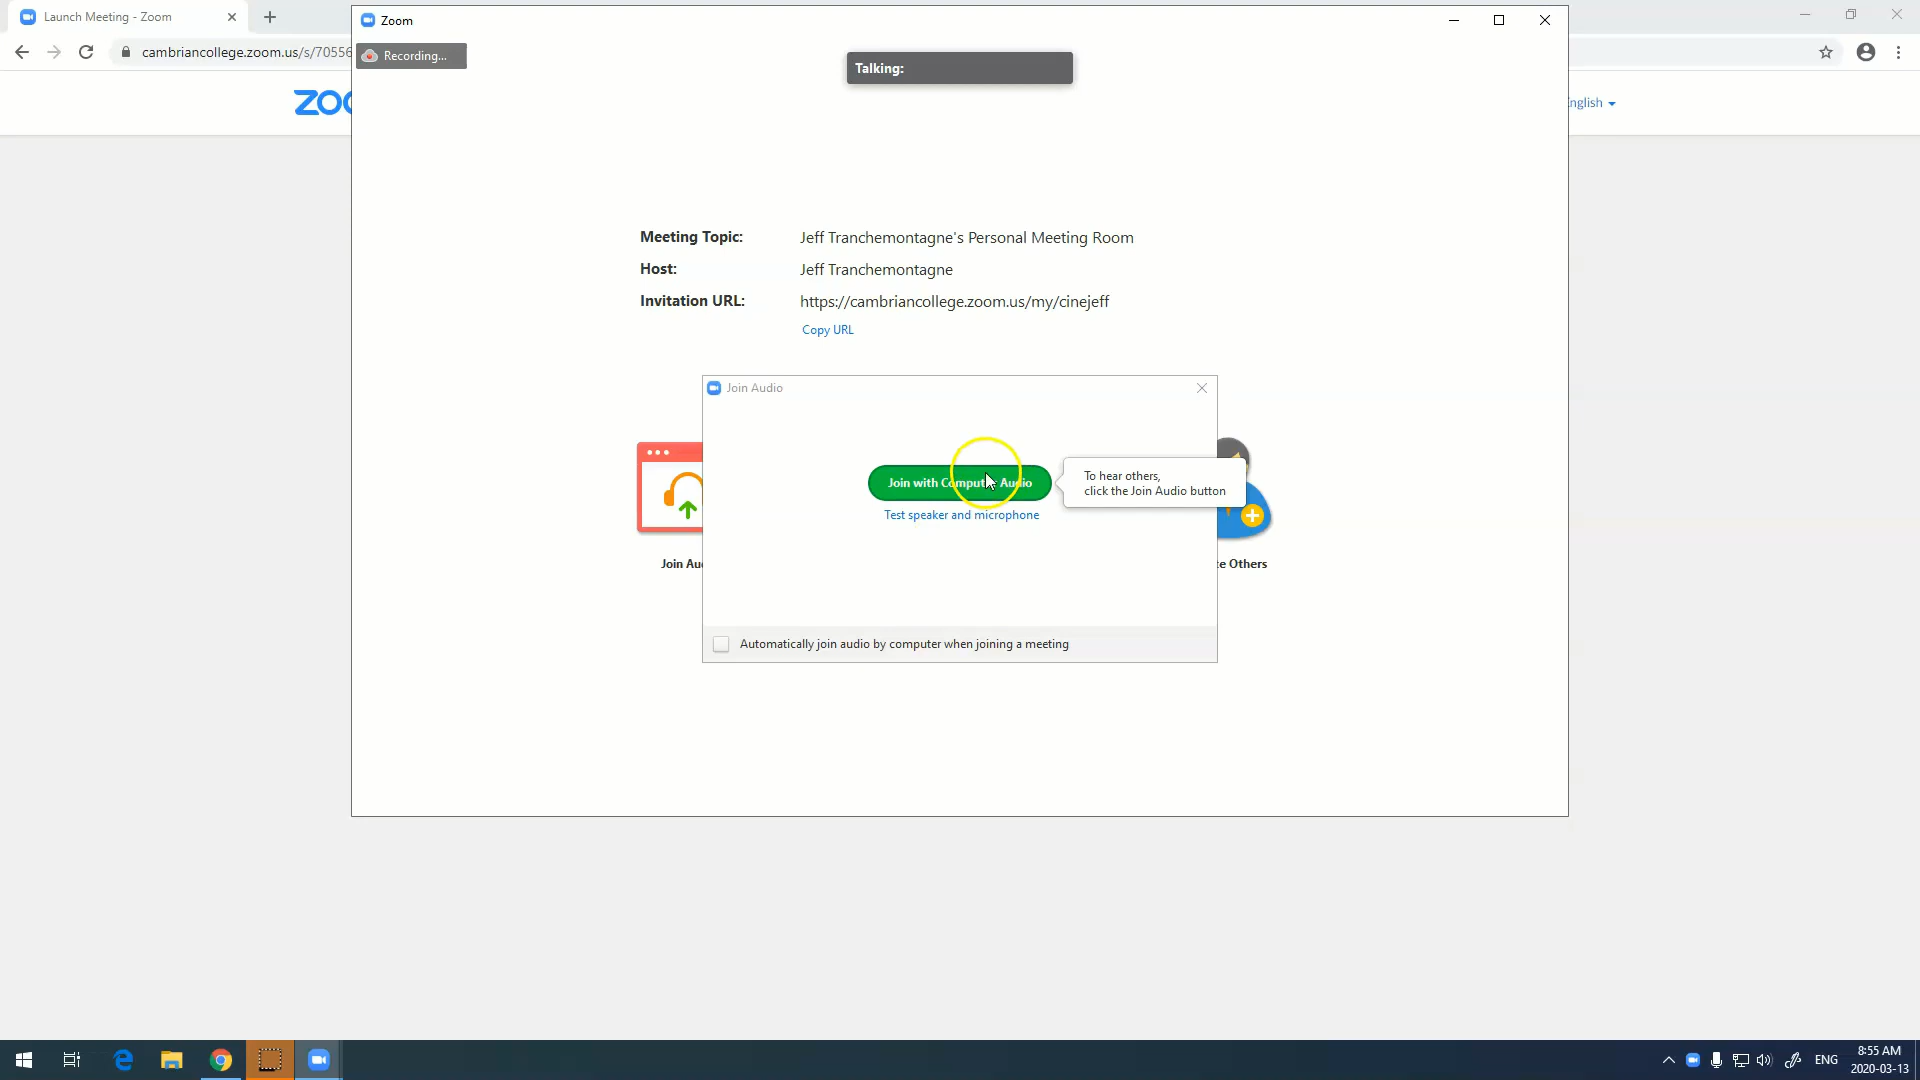 Launch Meeting - Zoom
Zoom
cambriancollege.zoom.us/s/70556
Recording...
Talking:
English
Meeting Topic: Jeff Tranchemontagne's Personal Meeting Room
Host: Jeff Tranchemontagne
Invitation URL: https://cambriancollege.zoom.us/my/cinejeff
Copy URL
Join Audio
Join with Computer Audio
To hear others,
click the Join Audio button
Test speaker and microphone
Join Au
te Others
Automatically join audio by computer when joining a meeting
ENG
8:55 AM
2020-03-13